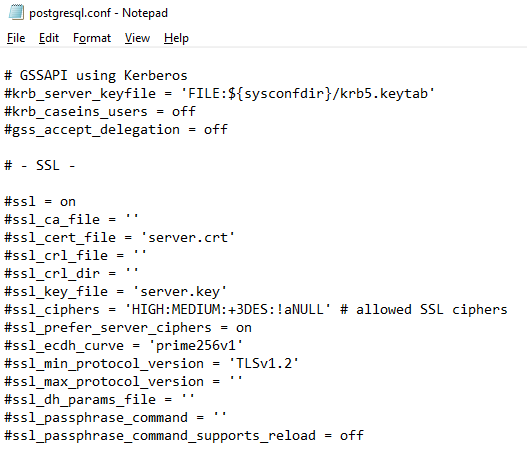 postgresql.conf - Notepad
File Edit Format View Help
# GSSAPI using Kerberos
#krb_server_keyfile = 'FILE:${sysconfdir}/krb5.keytab'
#krb_caseins_users = off
#gss_accept_delegation = off
# - SSL -
#ssl = on
#ssl_ca_file = ''
#ssl_cert_file = 'server.crt'
#ssl_crl_file = ''
#ssl_crl_dir = ''
#ssl_key_file = 'server.key'
#ssl_ciphers = 'HIGH:MEDIUM:+3DES:!aNULL' # allowed SSL ciphers
#ssl_prefer_server_ciphers = on
#ssl_ecdh_curve = 'prime256v1'
#ssl_min_protocol_version = 'TLSv1.2'
#ssl_max_protocol_version = ''
#ssl_dh_params_file = ''
#ssl_passphrase_command = ''
#ssl_passphrase_command_supports_reload = off